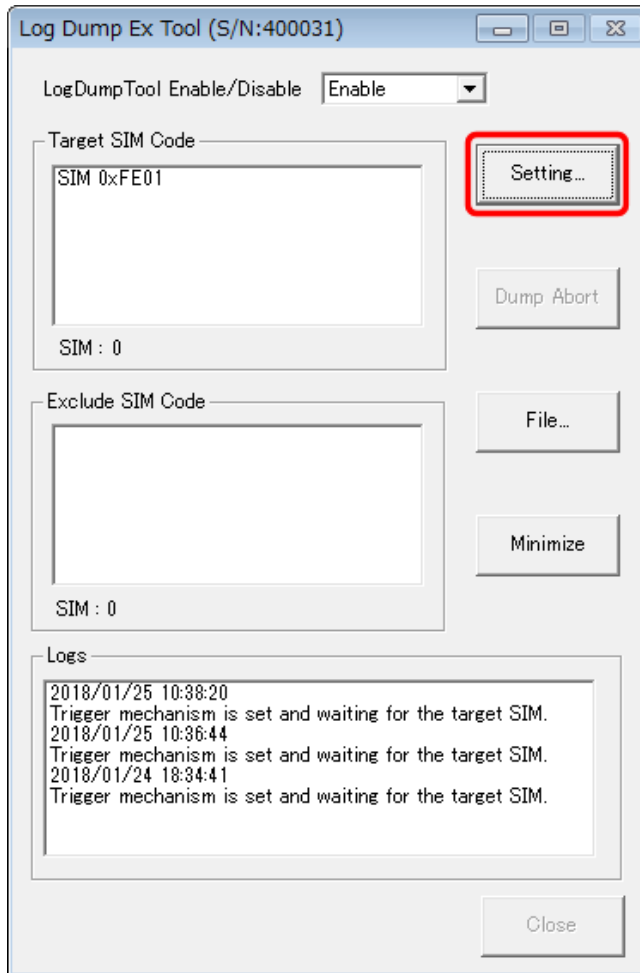 Log Dump Ex Tool (S/N:400031)
LogDumpTool Enable/Disable Enable
Target SIM Code
SIM 0xFE01
SIM : 0
Setting...
Dump Abort
Exclude SIM Code
SIM : 0
File...
Minimize
Logs
2018/01/25 10:38:20
Trigger mechanism is set and waiting for the target SIM.
2018/01/25 10:36:44
Trigger mechanism is set and waiting for the target SIM.
2018/01/24 18:34:41
Trigger mechanism is set and waiting for the target SIM.
Close